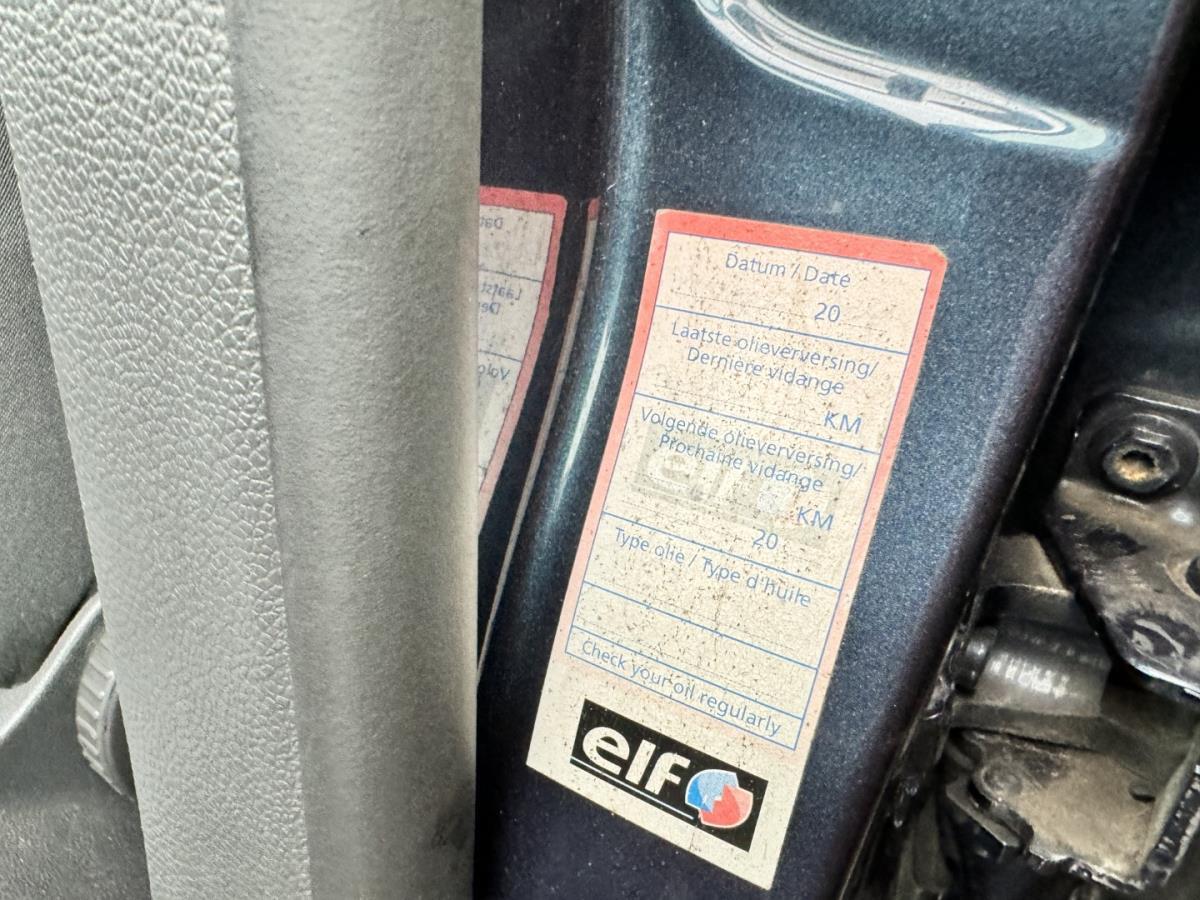 Datum / Date
20
Laatste olieverversing/
Dernière vidange
KM
Volgende olieverversing/
Prochaine vidange
KM
20
Type olie / Type d'huile
Check your oil regularly
elf